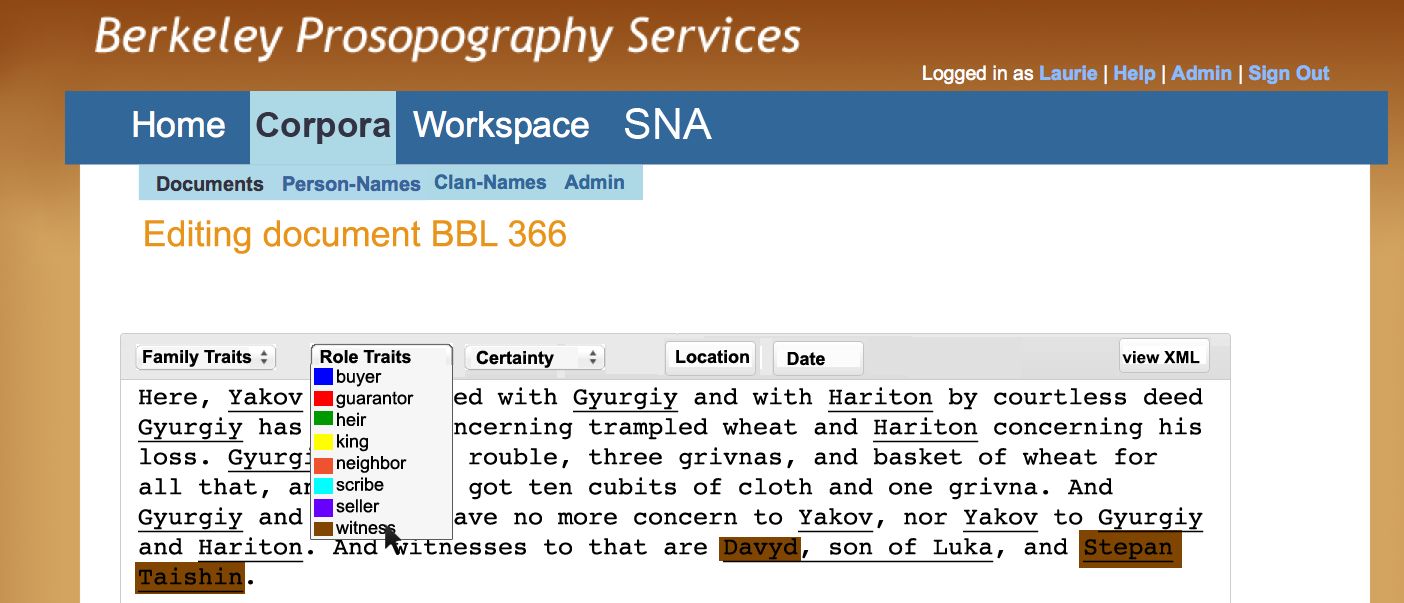 Berkeley Prosopography Services
Logged in as Laurie | Help | Admin | Sign Out
Home Corpora Workspace SNA
Documents Person-Names Clan-Names Admin
Editing document BBL 366
Family Traits Role Traits Certainty Location Date view XML
buyer
guarantor
heir
king
neighbor
scribe
seller
witness
Here, Yakov ed with Gyurgiy and with Hariton by courtless deed
Gyurgiy has ncerning trampled wheat and Hariton concerning his
loss. Gyurgi rouble, three grivnas, and basket of wheat for
all that, an got ten cubits of cloth and one grivna. And
Gyurgiy and ave no more concern to Yakov, nor Yakov to Gyurgiy
and Hariton. And witnesses to that are Davyd, son of Luka, and Stepan
Taishin.